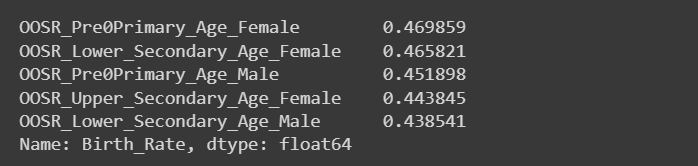 OOSR_Pre0Primary_Age_Female 0.469859
OOSR_Lower_Secondary_Age_Female 0.465821
OOSR_Pre0Primary_Age_Male 0.451898
OOSR_Upper_Secondary_Age_Female 0.443845
OOSR_Lower_Secondary_Age_Male 0.438541
Name: Birth_Rate, dtype: float64